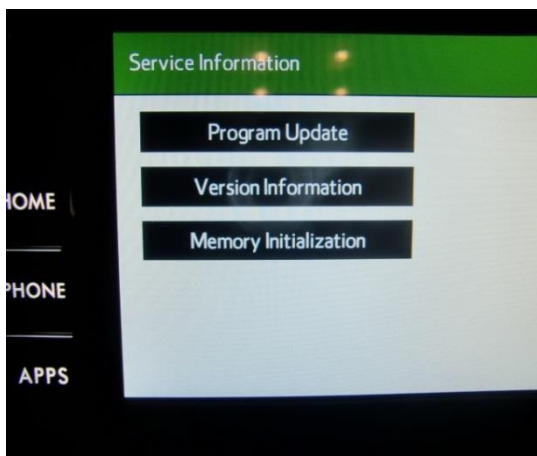 Service Information
Program Update
Version Information
Memory Initialization
HOME
PHONE
APPS